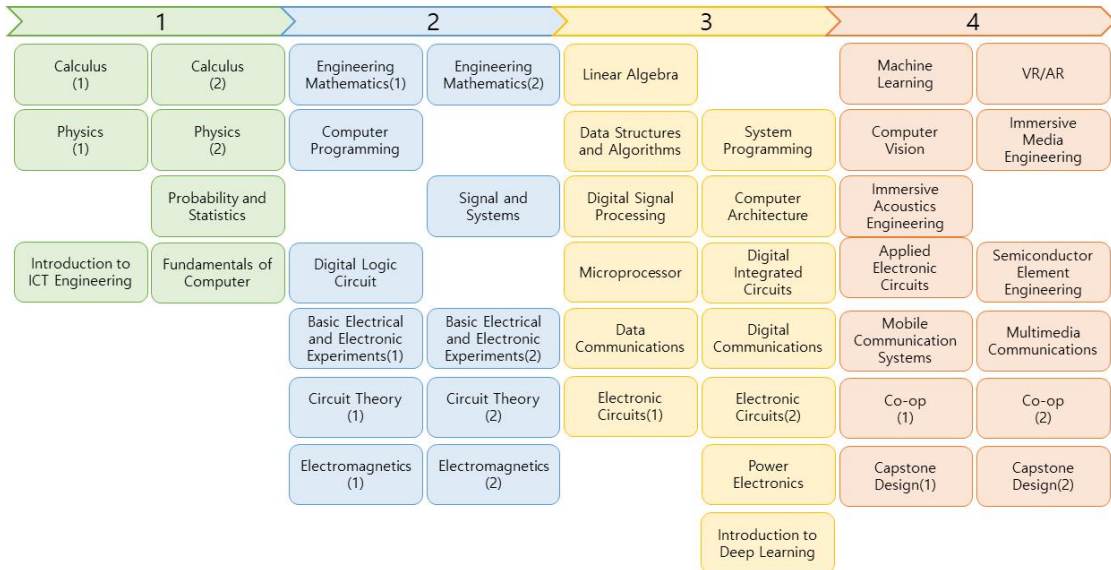 1
2
3
4
Calculus
(1)
Calculus
(2)
Engineering
Mathematics(1)
Engineering
Mathematics(2)
Linear Algebra
Machine
Learning
VR/AR
Physics
(1)
Physics
(2)
Computer
Programming
Data Structures
and Algorithms
System
Programming
Computer
Vision
Immersive
Media
Engineering
Probability and
Statistics
Signal and
Systems
Digital Signal
Processing
Computer
Architecture
Immersive
Acoustics
Engineering
Introduction to
ICT Engineering
Fundamentals of
Computer
Digital Logic
Circuit
Microprocessor
Digital
Integrated
Circuits
Applied
Electronic
Circuits
Semiconductor
Element
Engineering
Basic Electrical
and Electronic
Experiments(1)
Basic Electrical
and Electronic
Experiments(2)
Data
Communications
Digital
Communications
Mobile
Communication
Systems
Multimedia
Communications
Circuit Theory
(1)
Circuit Theory
(2)
Electronic
Circuits(1)
Electronic
Circuits(2)
Co-op
(1)
Co-op
(2)
Electromagnetics
(1)
Electromagnetics
(2)
Power
Electronics
Capstone
Design(1)
Capstone
Design(2)
Introduction to
Deep Learning